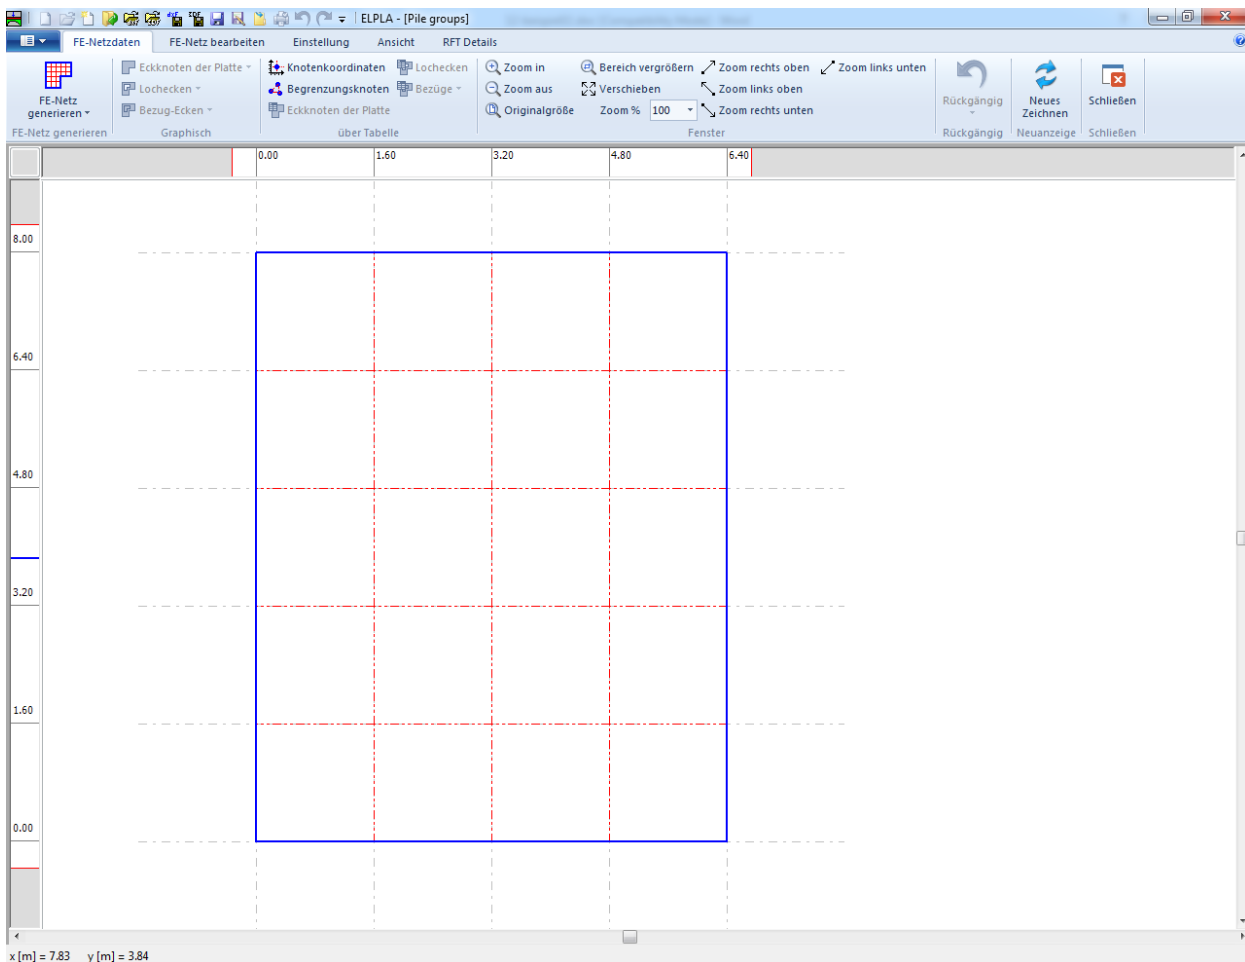 ELPLA - [Pile groups]
FE-Netzdaten FE-Netz bearbeiten Einstellung Ansicht RFT Details
FE-Netz generieren
Eckknoten der Platte
Lochecken
Bezug-Ecken
Knotenkoordinaten Lochecken
Begrenzungsknoten Bezüge
Eckknoten der Platte
Zoom in Bereich vergrößern Zoom rechts oben Zoom links unten
Zoom aus Verschieben Zoom links oben
Originalgröße Zoom % 100 Zoom rechts unten
Rückgängig
Neues Zeichnen
Schließen
FE-Netz generieren Graphisch über Tabelle Fenster Rückgängig Neuanzeige Schließen
0.00 1.60 3.20 4.80 6.40
8.00
6.40
4.80
3.20
1.60
0.00
x [m] = 7.83 y [m] = 3.84